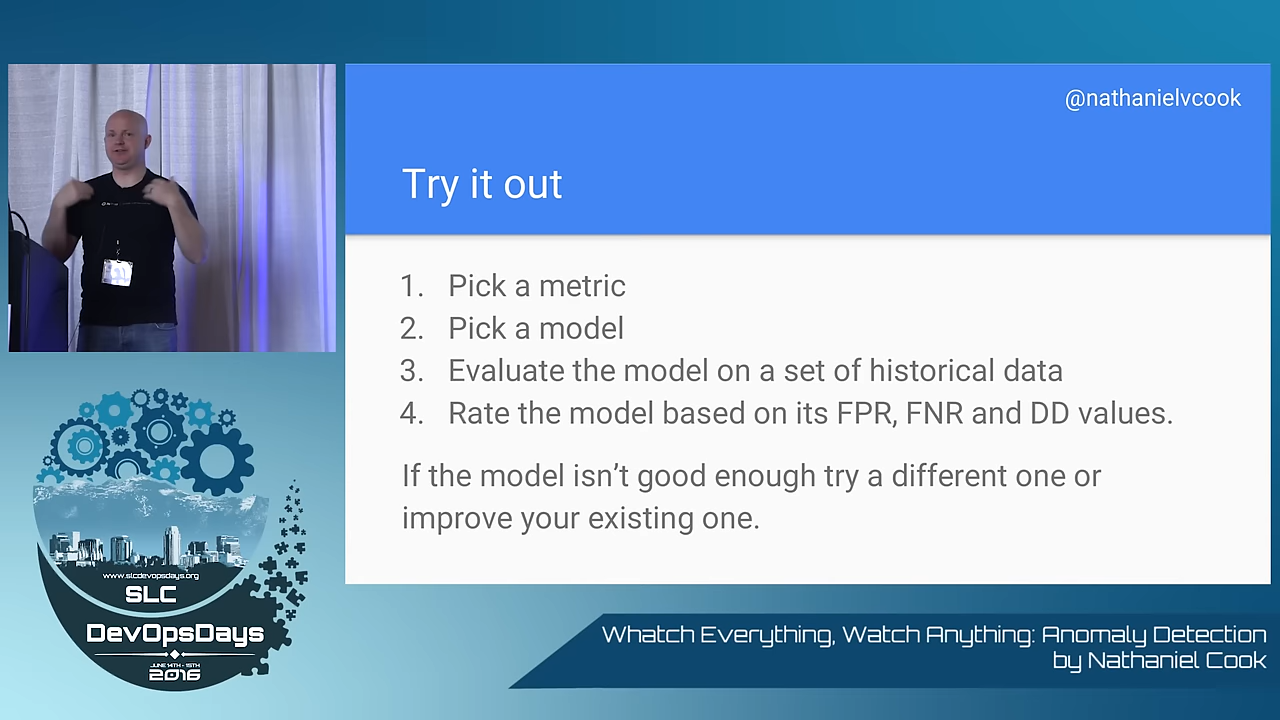 @nathanielvcook
Try it out
1. Pick a metric
2. Pick a model
3. Evaluate the model on a set of historical data
4. Rate the model based on its FPR, FNR and DD values.
If the model isn’t good enough try a different one or
improve your existing one.
www.slcdevopsdays.org
SLC
DevOpsDays
JUNE 14TH - 15TH
2016
Whatch Everything, Watch Anything: Anomaly Detection
by Nathaniel Cook